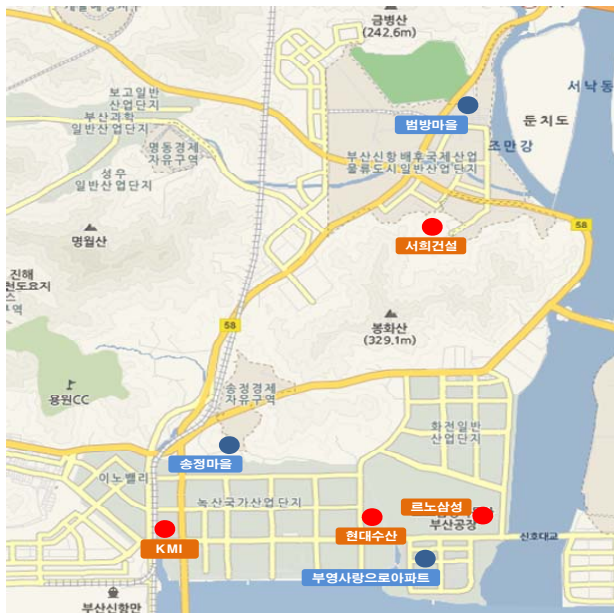 금병산
(242.6m)
서낙동
보고일반
산업단지
부산과학
일반산업단지
범방마을
둔치도
명동경제
자유구역
조만강
부산신항 배후국제산업
물류도시일반산업단지
성우
일반산업단지
58
명월산
서희건설
진해
천도요지
구역
58
봉화산
(329.1m)
용원CC
송정경제
자유구역
화전일반
산업단지
송정마을
이노밸리
녹산국가산업단지
르노삼성
부산공장
현대수산
KMI
신호대교
부영사랑으로아파트
부산신항만